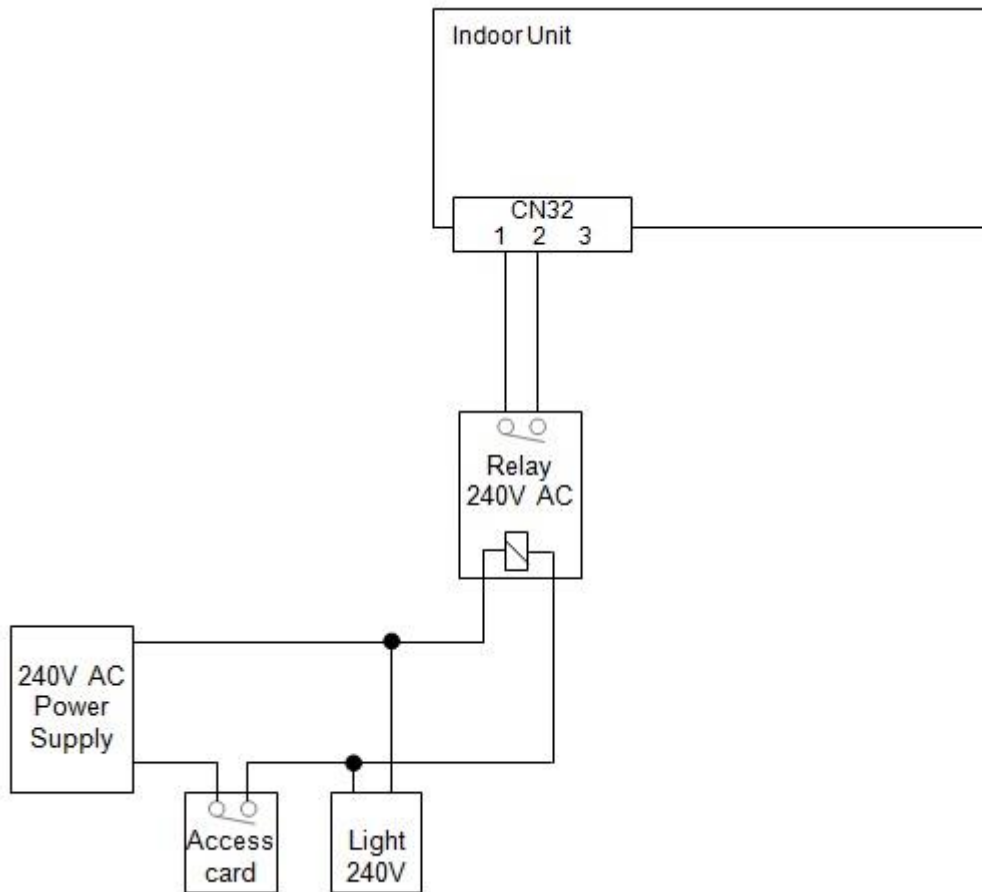 Indoor Unit
CN32
1 2 3
Relay
240V AC
240V AC
Power
Supply
Access
card
Light
240V